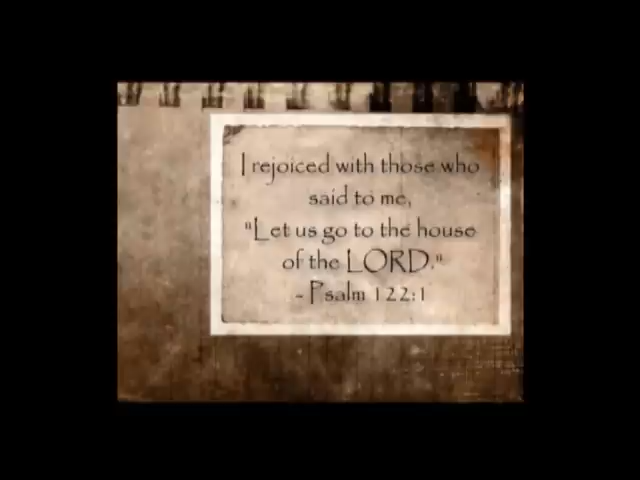 I rejoiced with those who
said to me,
"Let us go to the house
of the LORD."
- Psalm 122:1